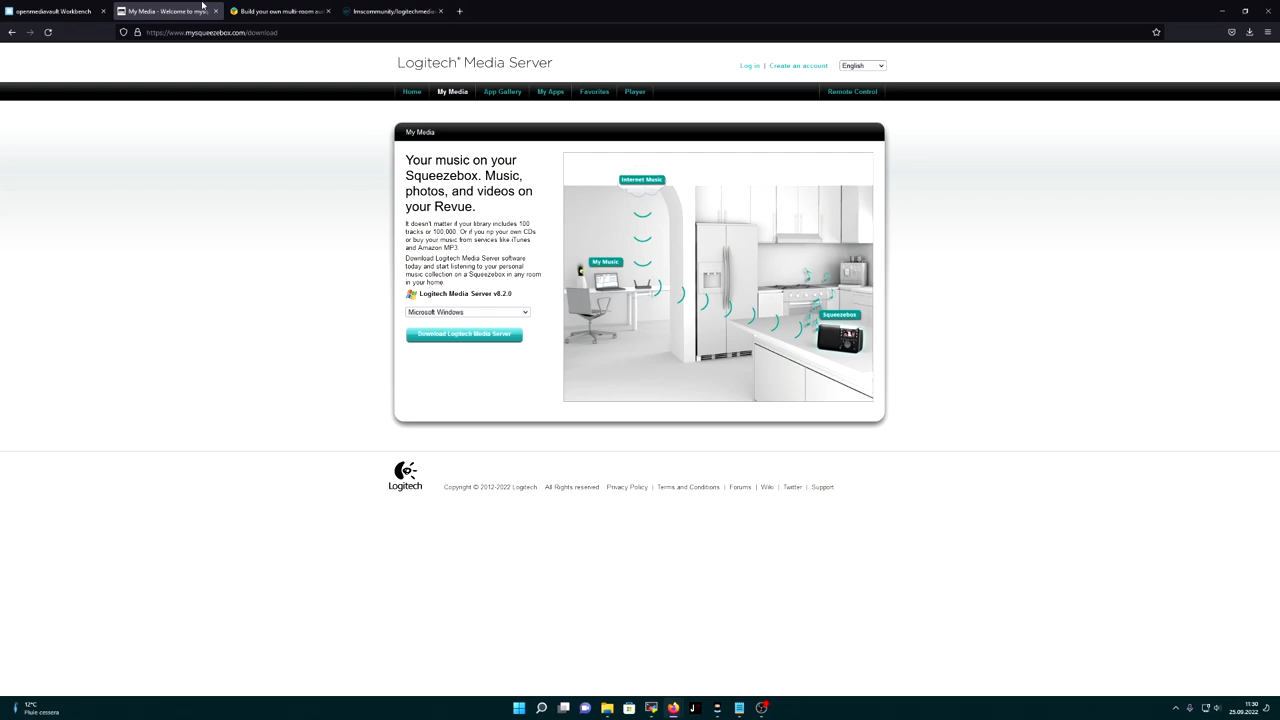 openmediavault Workbench
My Media - Welcome to mys
Build your own multi-room au
lmscommunity/logitechmedia
https://www.mysqueezebox.com/download
Logitech® Media Server
Log in | Create an account
English
Home
My Media
App Gallery
My Apps
Favorites
Player
Remote Control
My Media
Your music on your
Squeezebox. Music,
photos, and videos on
your Revue.
It doesn't matter if your library includes 100
tracks or 100,000. Or if you rip your own CDs
or buy your music from services like iTunes
and Amazon MP3.
Download Logitech Media Server software
today and start listening to your personal
music collection on a Squeezebox in any room
in your home.
Logitech Media Server v8.2.0
Microsoft Windows
Download Logitech Media Server
Internet Music
My Music
Squeezebox
Logitech
Copyright © 2012-2022 Logitech All Rights reserved Privacy Policy | Terms and Conditions | Forums | Wiki | Twitter | Support
12°C
Pluie cessera
11:30
25.09.2022